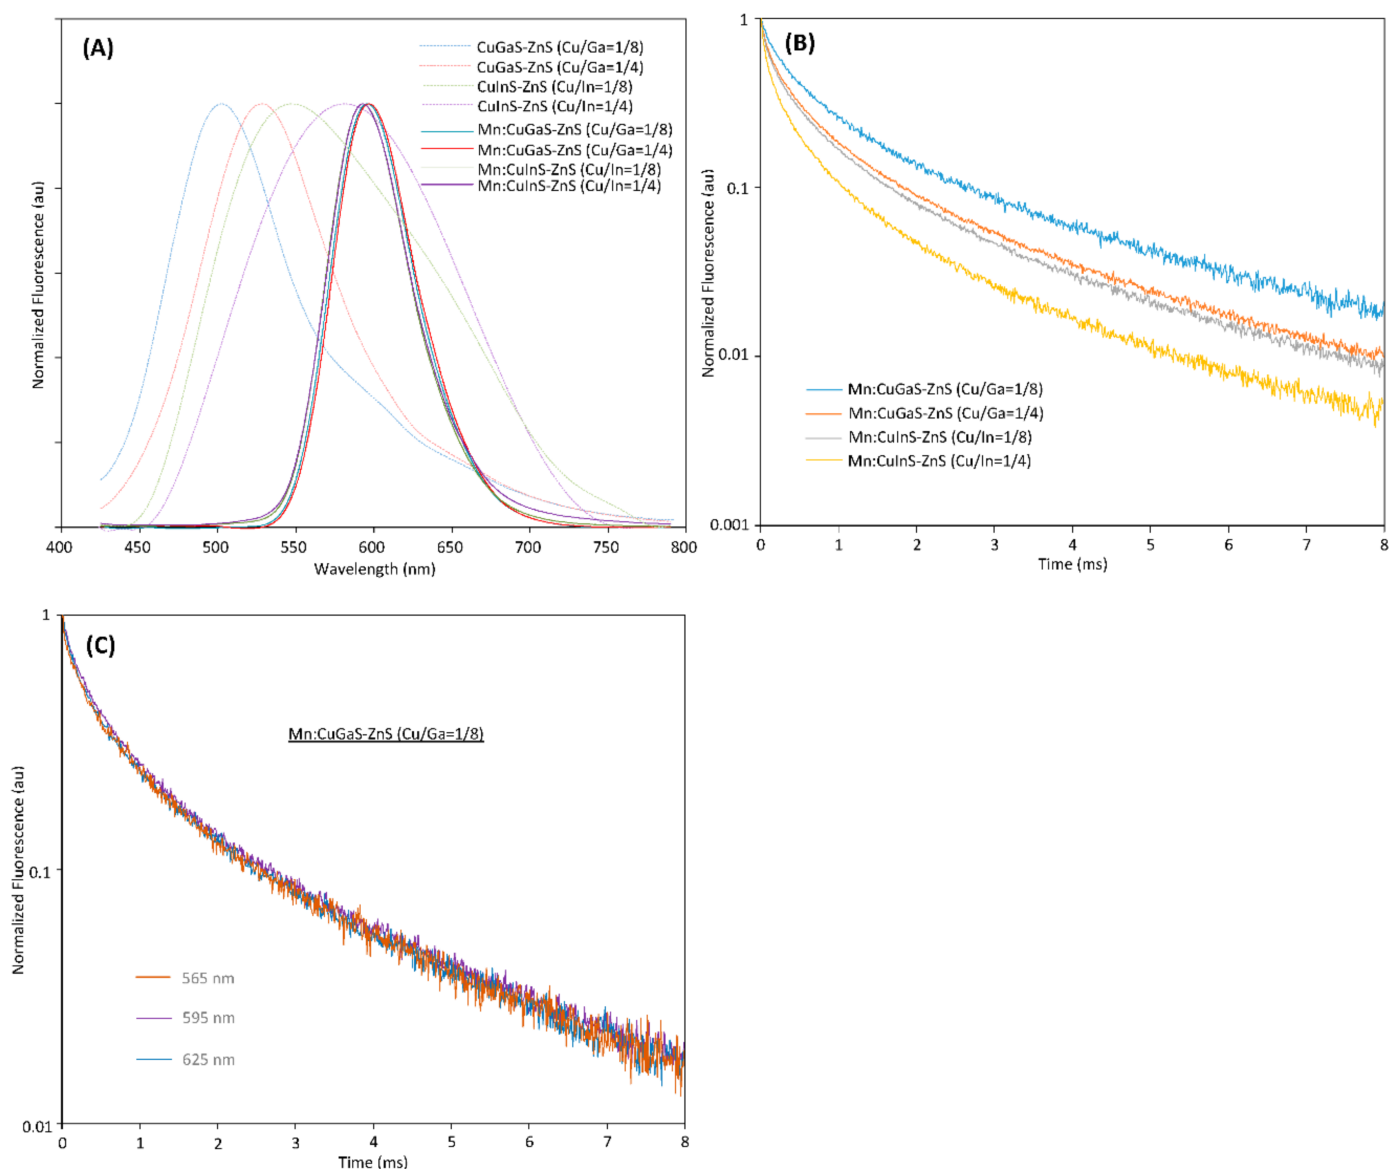 (A)
CuGaS-ZnS (Cu/Ga=1/8)
CuGaS-ZnS (Cu/Ga=1/4)
CuInS-ZnS (Cu/In=1/8)
CuInS-ZnS (Cu/In=1/4)
Mn:CuGaS-ZnS (Cu/Ga=1/8)
Mn:CuGaS-ZnS (Cu/Ga=1/4)
Mn:CuInS-ZnS (Cu/In=1/8)
Mn:CuInS-ZnS (Cu/In=1/4)
Normalized Fluorescence (au)
400 450 500 550 600 650 700 750 800
Wavelength (nm)
(B)
1
0.1
0.01
0.001
Normalized Fluorescence (au)
Mn:CuGaS-ZnS (Cu/Ga=1/8)
Mn:CuGaS-ZnS (Cu/Ga=1/4)
Mn:CuInS-ZnS (Cu/In=1/8)
Mn:CuInS-ZnS (Cu/In=1/4)
0 1 2 3 4 5 6 7 8
Time (ms)
(C)
1
0.1
0.01
Normalized Fluorescence (au)
Mn:CuGaS-ZnS (Cu/Ga=1/8)
565 nm
595 nm
625 nm
0 1 2 3 4 5 6 7 8
Time (ms)